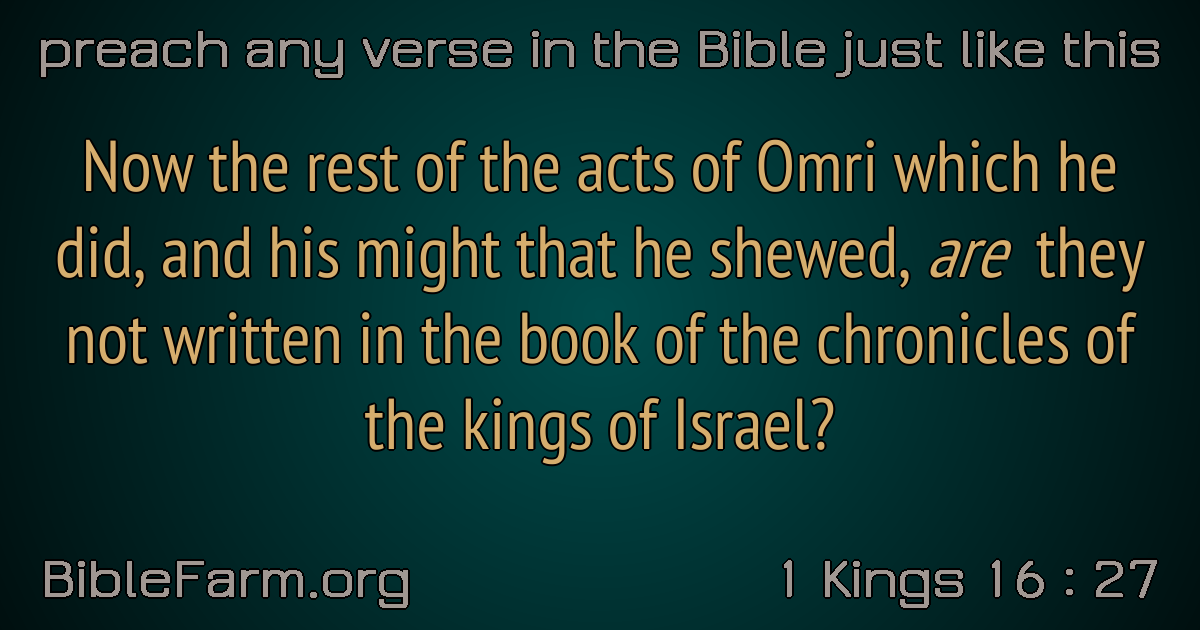 preach any verse in the Bible just like this
Now the rest of the acts of Omri which he
did, and his might that he shewed, are they
not written in the book of the chronicles of
the kings of Israel?
BibleFarm.org
1 Kings 16 : 27